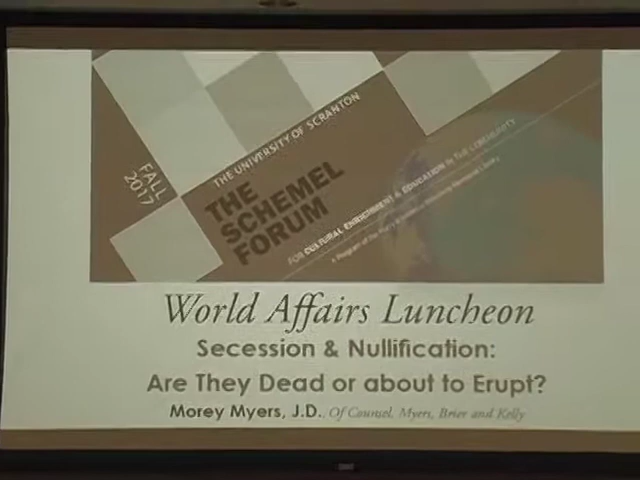 FALL
2017
THE UNIVERSITY OF SCRANTON
THE
SCHEMEL
FORUM
FOR CULTURAL ENRICHMENT & EDUCATION IN THE COMMUNITY
World Affairs Luncheon
Secession & Nullification:
Are They Dead or about to Erupt?
Morey Myers, J.D., Of Counsel, Myers, Brier and Kelly